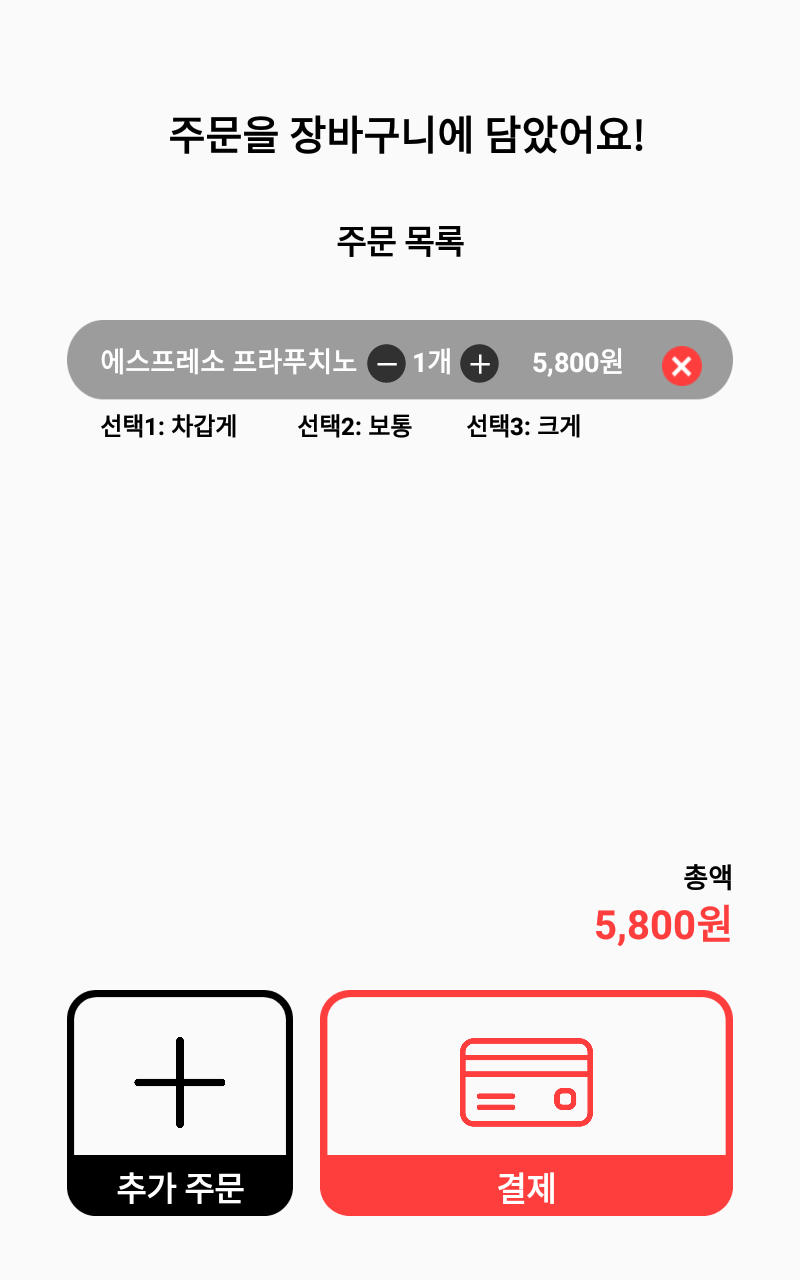 주문을 장바구니에 담았어요!
주문 목록
에스프레소 프라푸치노 1개 5,800원
선택1: 차갑게 선택2: 보통 선택3: 크게
총액
5,800원
추가 주문
결제